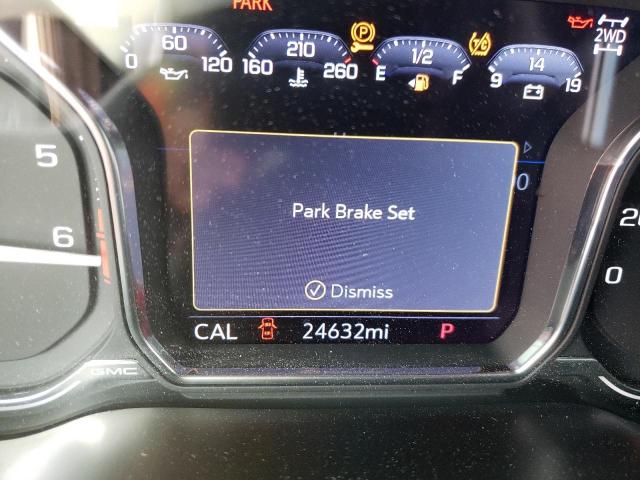 PARK
0 60 120
160 210 260
E 1/2 F
9 14 19
2WD
5
6
Park Brake Set
Dismiss
CAL 24632mi P
GMC
0